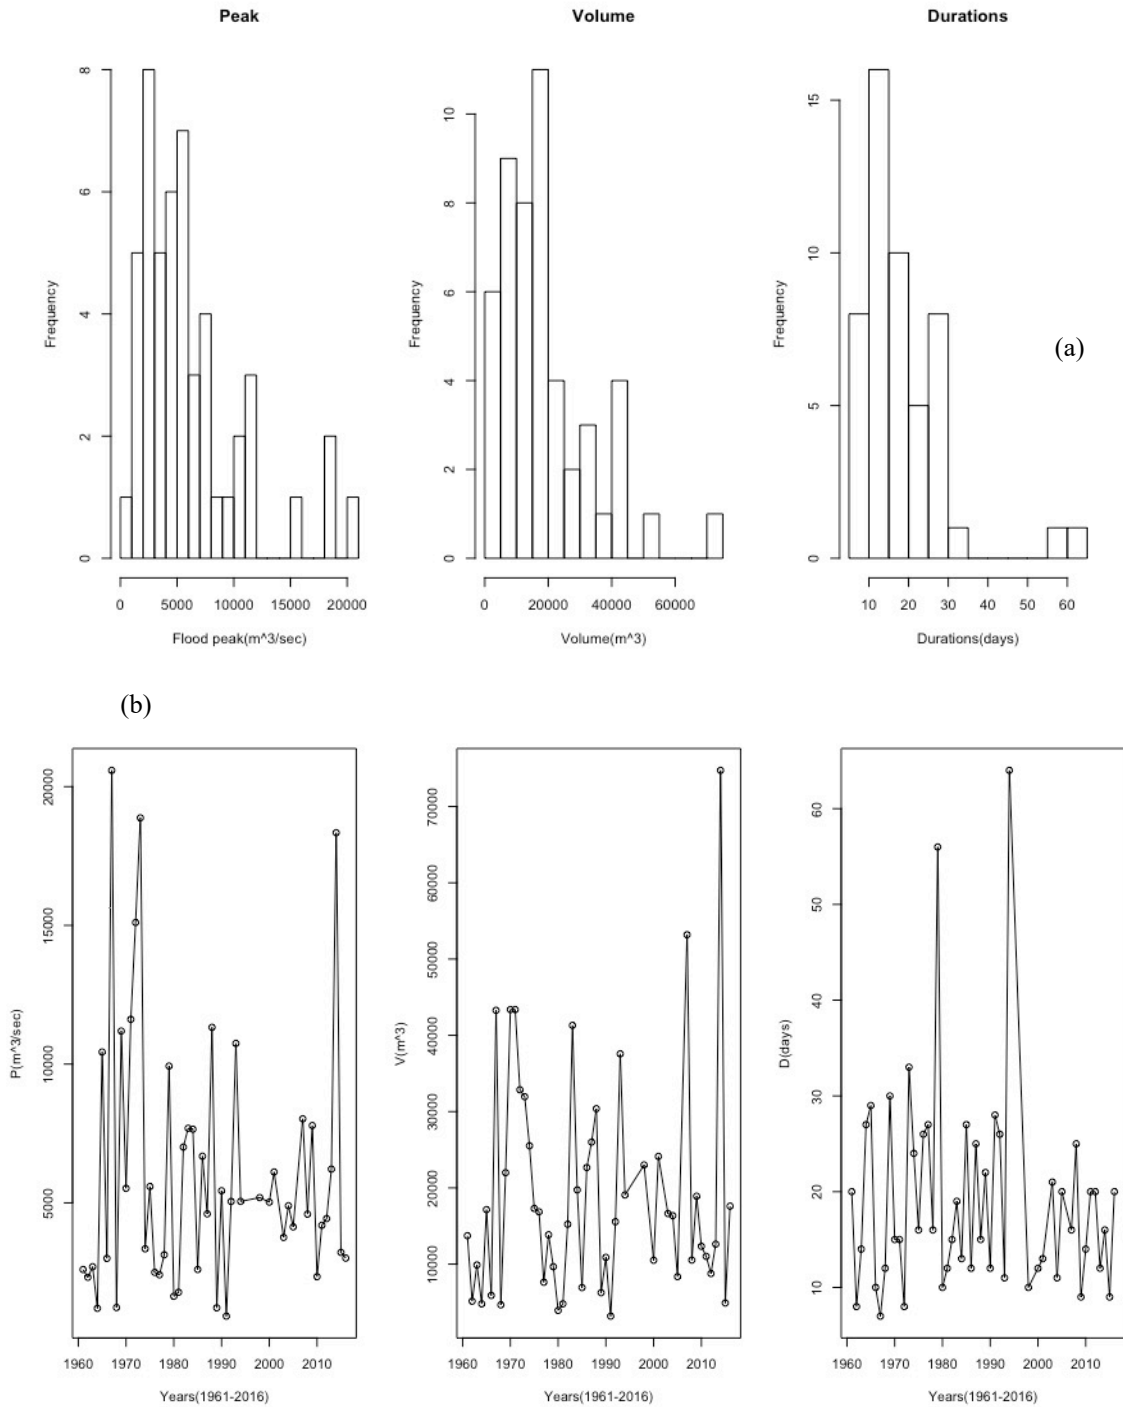 Peak
Volume
Durations
8
6
4
2
0
Frequency
0 5000 10000 15000 20000
Flood peak(m^3/sec)
10
8
6
4
2
0
Frequency
0 20000 40000 60000
Volume(m^3)
15
10
5
0
Frequency
10 20 30 40 50 60
Durations(days)
(a)
(b)
20000
15000
10000
5000
P(m^3/sec)
1960 1970 1980 1990 2000 2010
Years(1961-2016)
70000
60000
50000
40000
30000
20000
10000
V(m^3)
1960 1970 1980 1990 2000 2010
Years(1961-2016)
60
50
40
30
20
10
D(days)
1960 1970 1980 1990 2000 2010
Years(1961-2016)